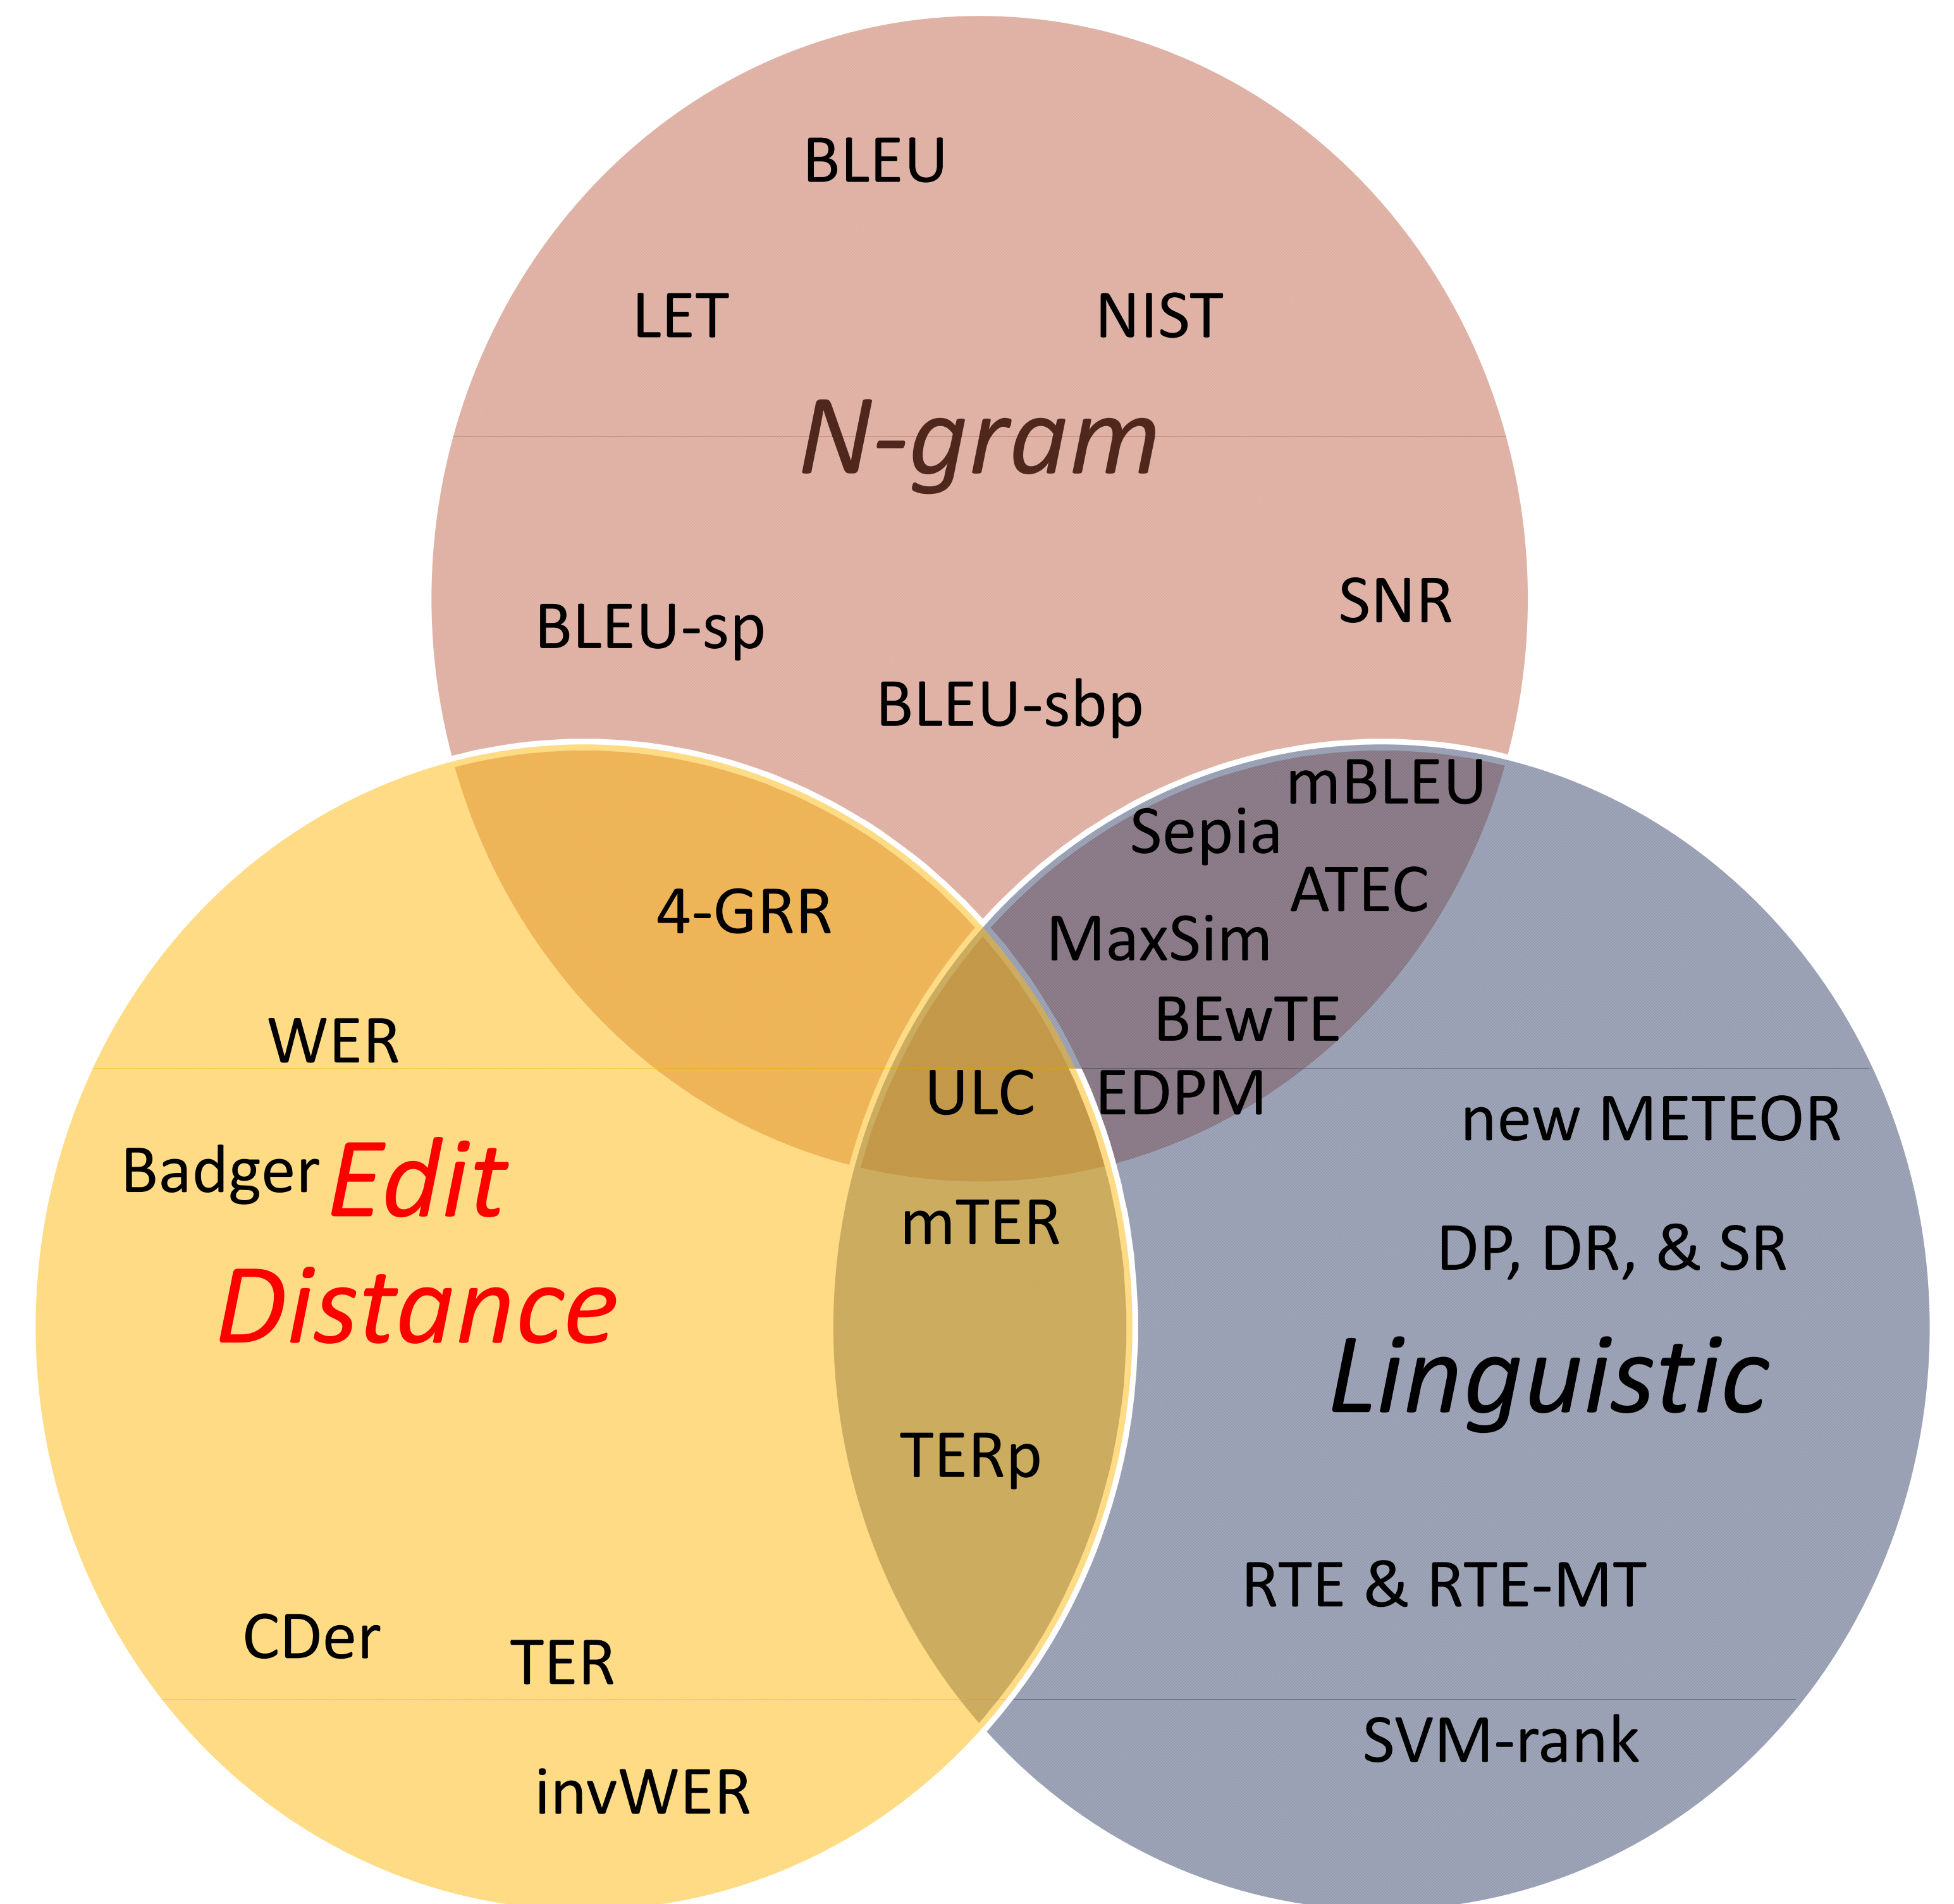 BLEU
LET
NIST
N-gram
SNR
BLEU-sp
BLEU-sbp
mBLEU
Sepia
ATEC
4-GRR
MaxSim
BEwTE
WER
ULC
EDPM
new METEOR
Badger
Edit
Distance
mTER
DP, DR, & SR
Linguistic
TERp
RTE & RTE-MT
CDer
TER
SVM-rank
invWER